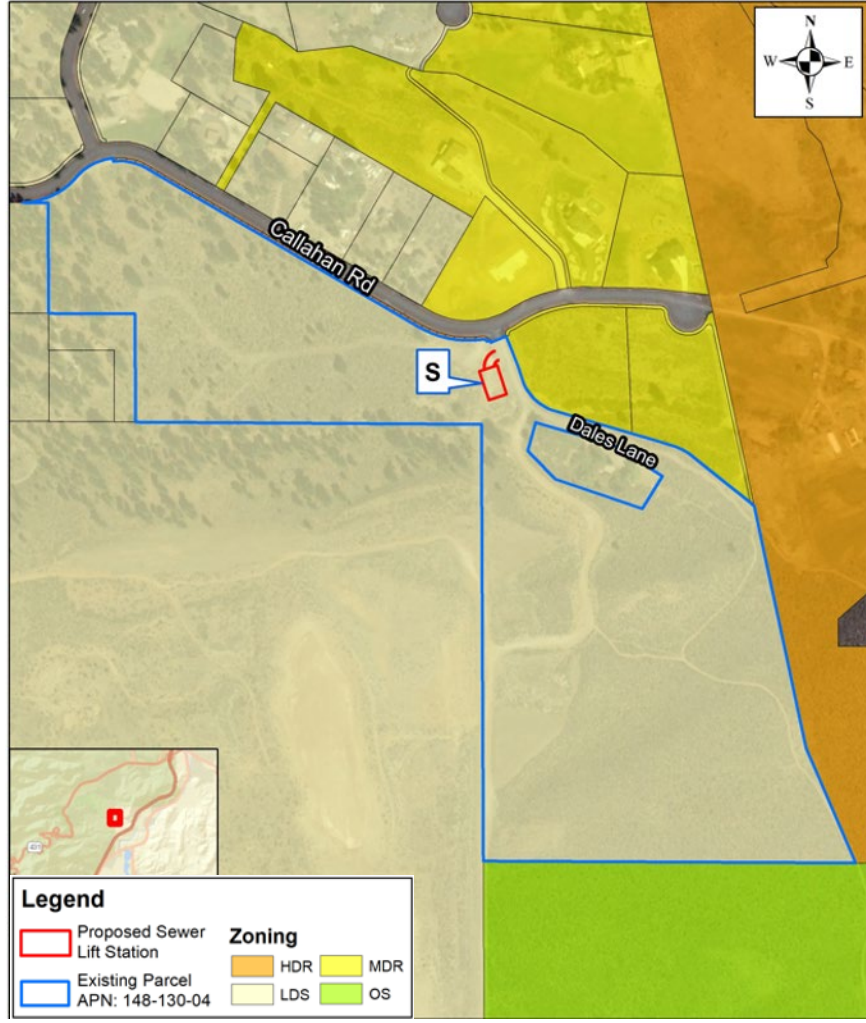 N
W E
S
Callahan Rd
S
Dales Lane
431
Legend
Proposed Sewer
Lift Station
Existing Parcel
APN: 148-130-04
Zoning
HDR MDR
LDS OS